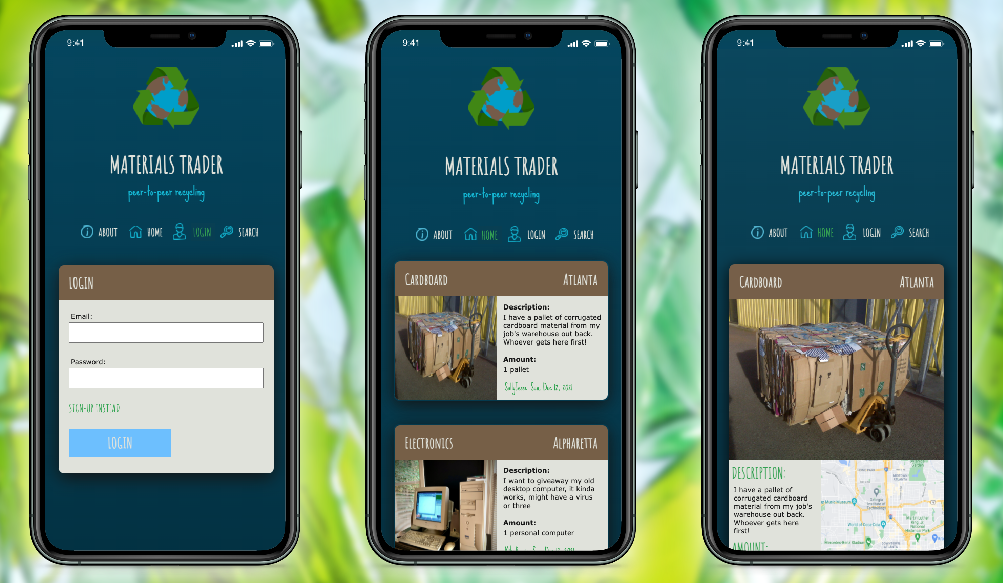 9:41
MATERIALS TRADER
peer-to-peer recycling
ABOUT HOME LOGIN SEARCH
LOGIN
Email:
Password:
SIGN-UP INSTEAD
LOGIN
9:41
MATERIALS TRADER
peer-to-peer recycling
ABOUT HOME LOGIN SEARCH
CARDBOARD ATLANTA
Description:
I have a pallet of corrugated
cardboard material from my
job's warehouse out back.
Whoever gets here first!
Amount:
1 pallet
Sun, Dec 12, 2021
ELECTRONICS ALPHARETTA
Description:
I want to giveaway my old
desktop computer, it kinda
works, might have a virus
or three
Amount:
1 personal computer
9:41
MATERIALS TRADER
peer-to-peer recycling
ABOUT HOME LOGIN SEARCH
CARDBOARD ATLANTA
DESCRIPTION:
I have a pallet of
corrugated cardboard
material from my job's
warehouse out back.
Whoever gets here
first!
AMOUNT: